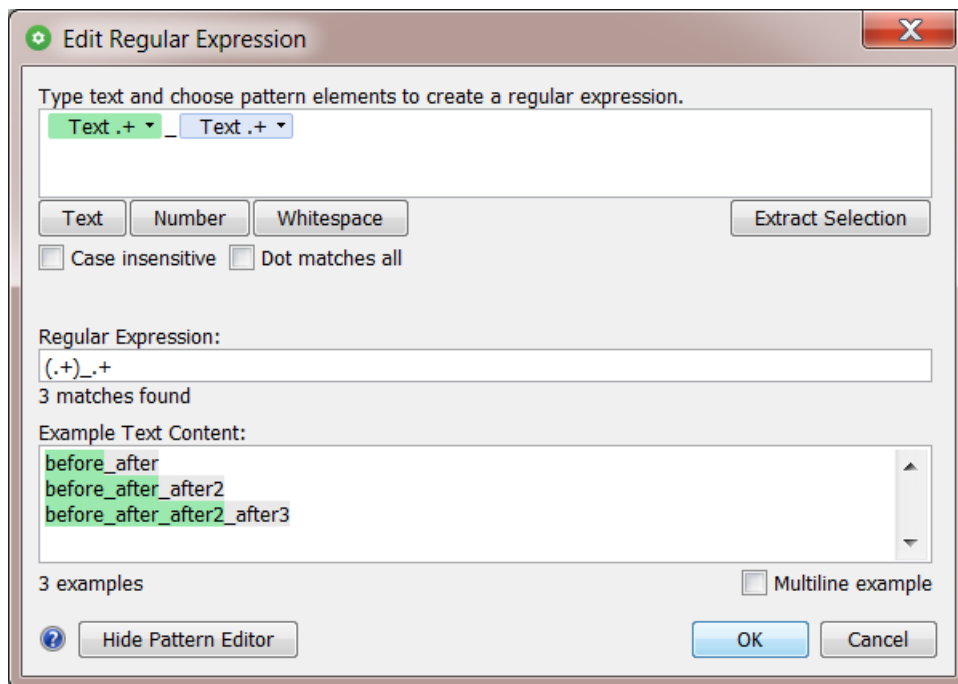 Edit Regular Expression
X
Type text and choose pattern elements to create a regular expression.
Text .+ _ Text .+
Text Number Whitespace Extract Selection
Case insensitive Dot matches all
Regular Expression:
(.+)_.+
3 matches found
Example Text Content:
before_after
before_after_after2
before_after_after2_after3
3 examples Multiline example
? Hide Pattern Editor OK Cancel